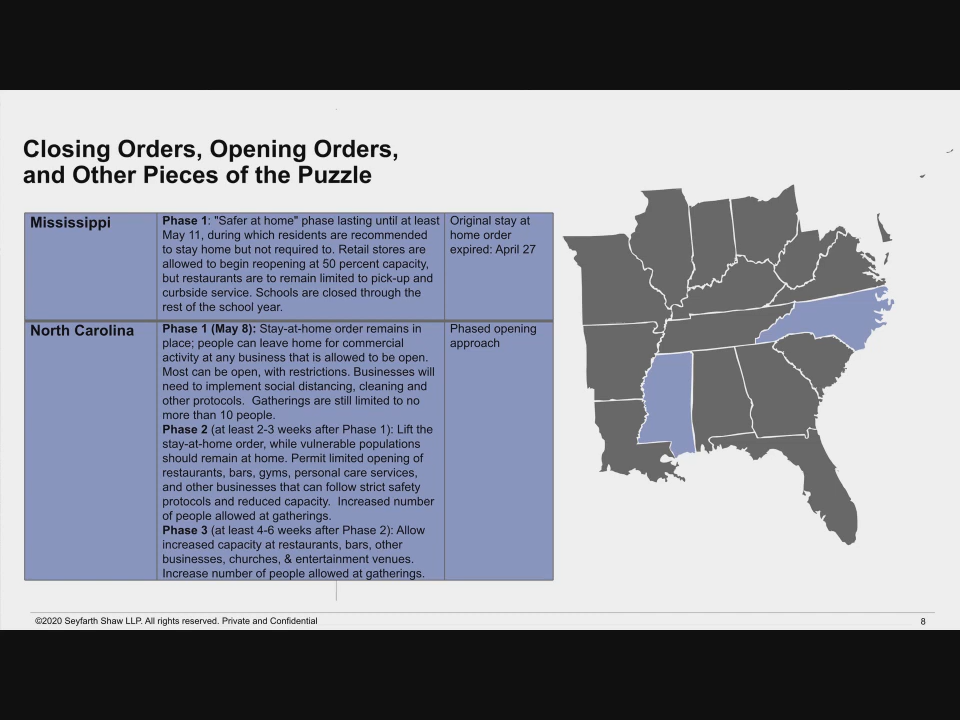 Closing Orders, Opening Orders,
and Other Pieces of the Puzzle
Mississippi
Phase 1: "Safer at home" phase lasting until at least
May 11, during which residents are recommended
to stay home but not required to. Retail stores are
allowed to begin reopening at 50 percent capacity,
but restaurants are to remain limited to pick-up and
curbside service. Schools are closed through the
rest of the school year.
Original stay at
home order
expired: April 27
North Carolina
Phase 1 (May 8): Stay-at-home order remains in
place; people can leave home for commercial
activity at any business that is allowed to be open.
Most can be open, with restrictions. Businesses will
need to implement social distancing, cleaning and
other protocols.  Gatherings are still limited to no
more than 10 people.
Phase 2 (at least 2-3 weeks after Phase 1): Lift the
stay-at-home order, while vulnerable populations
should remain at home. Permit limited opening of
restaurants, bars, gyms, personal care services,
and other businesses that can follow strict safety
protocols and reduced capacity.  Increased number
of people allowed at gatherings.
Phase 3 (at least 4-6 weeks after Phase 2): Allow
increased capacity at restaurants, bars, other
businesses, churches, & entertainment venues.
Increase number of people allowed at gatherings.
Phased opening
approach
©2020 Seyfarth Shaw LLP. All rights reserved. Private and Confidential
8